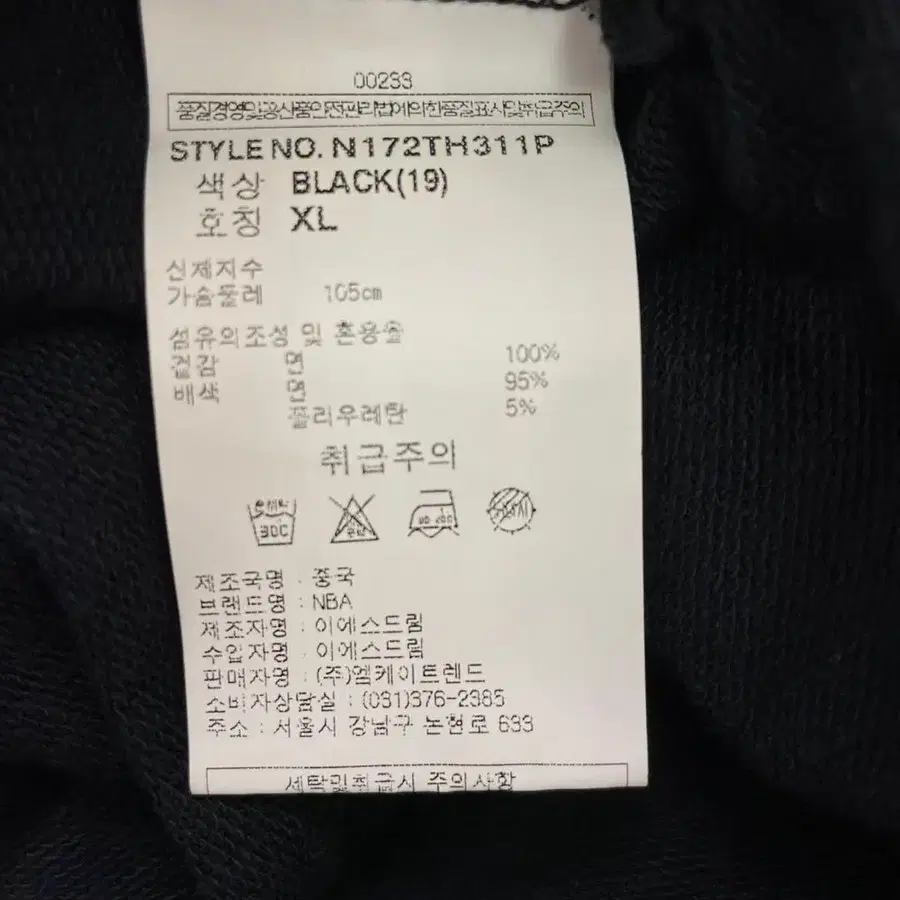 00233
품질경영및공산품안전관리법에의한품질표시및취급주의
STYLE NO. N172TH311P
색상 BLACK(19)
호칭 XL
신체치수
가슴둘레 105cm
섬유의조성 및 혼용율
겉감 면 100%
배색 면 95%
폴리우레탄 5%
취급주의
30C
제조국명 : 중국
브랜드명 : NBA
제조자명 : 이에스드림
수입자명 : 이에스드림
판매자명 : (주)엠케이트렌드
소비자상담실 : (031)376-2385
주소 : 서울시 강남구 논현로 633
세탁및취급시 주의사항